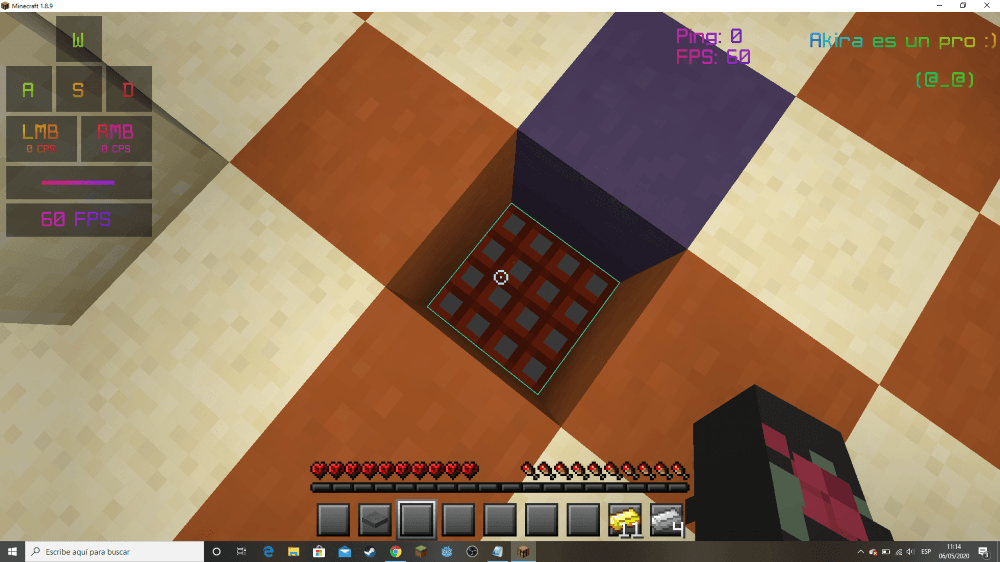 Minecraft 1.8.9
W
Ping: 0
FPS: 60
Akira es un pro :)
(@_@)
A S D
LMB RMB
0 CPS 0 CPS
60 FPS
11 4
Escribe aquí para buscar
ESP
11:14
06/05/2020